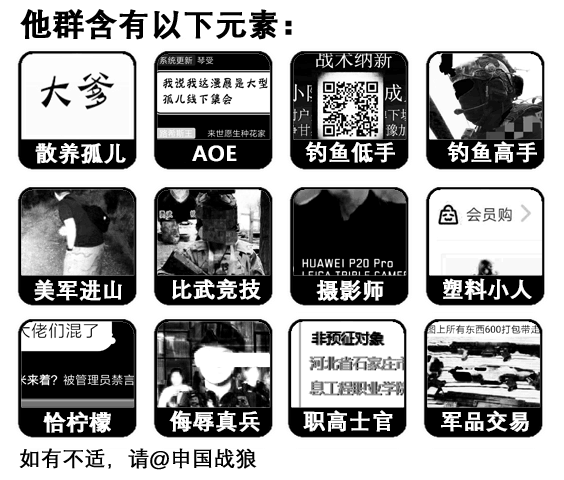 他群含有以下元素：
大爹
散养孤儿
系统更新 琴受
我说我这漫展是大型
孤儿线下集会
来世愿生种花家
AOE
战术纳新
小
成
钓鱼低手
钓鱼高手
美军进山
比武竞技
HUAWEI P20 Pro
LEICA TRIPLE CAMER
摄影师
会员购
塑料小人
大佬们混了
来着？被管理员禁言
恰柠檬
侮辱真兵
非预征对象
河北省石家庄市
息工程职业学院
职高士官
图上所有东西600打包带走
军品交易
如有不适，请@申国战狼